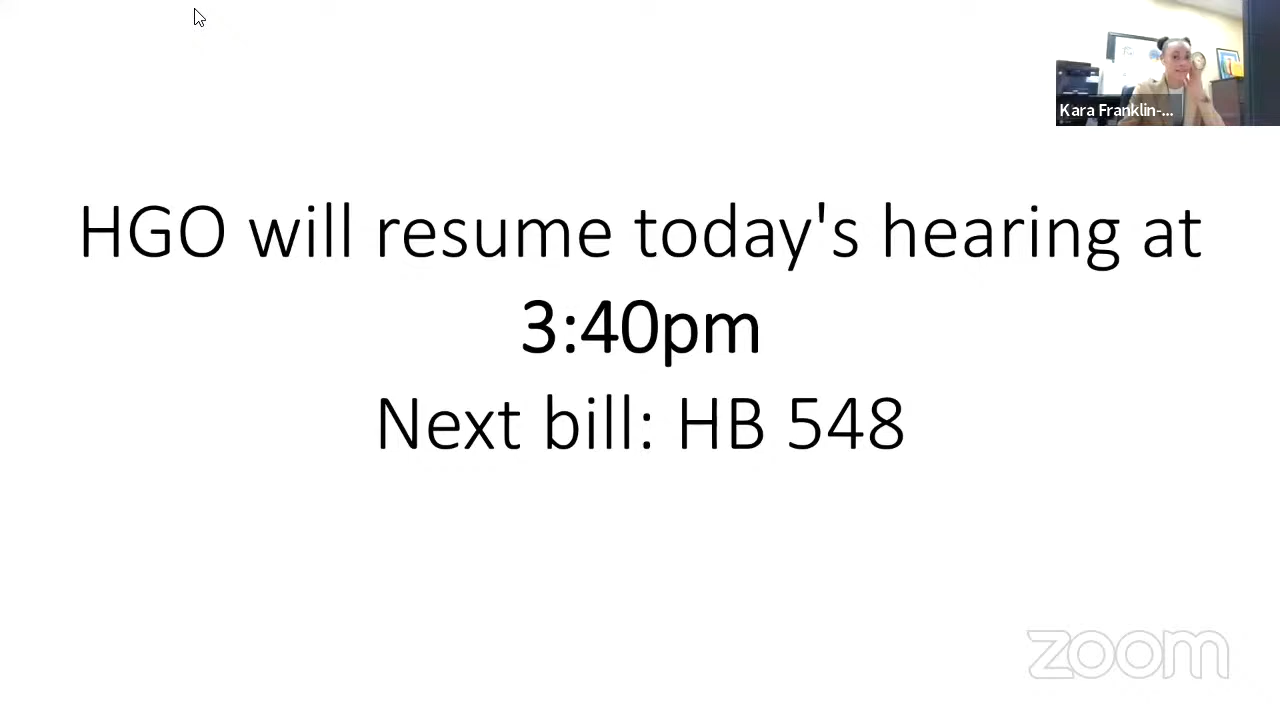 Kara Franklin-...
HGO will resume today's hearing at
3:40pm
Next bill: HB 548
zoom